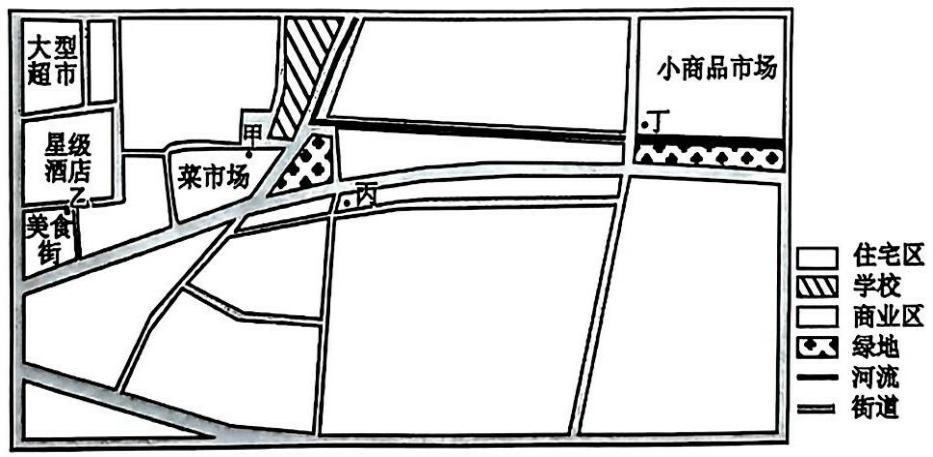 大型
超市
小商品市场
丁
甲
星级
酒店
菜市场
乙
丙
美食
街
住宅区
学校
商业区
绿地
河流
街道